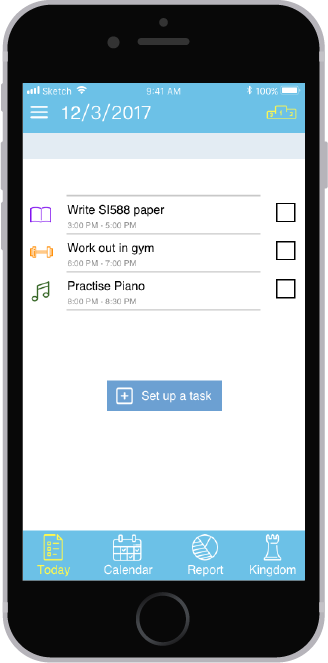 Sketch 9:41 AM 100%
12/3/2017
Write SI588 paper
3:00 PM - 5:00 PM
Work out in gym
6:00 PM - 7:00 PM
Practise Piano
8:00 PM - 8:30 PM
Set up a task
Today Calendar Report Kingdom